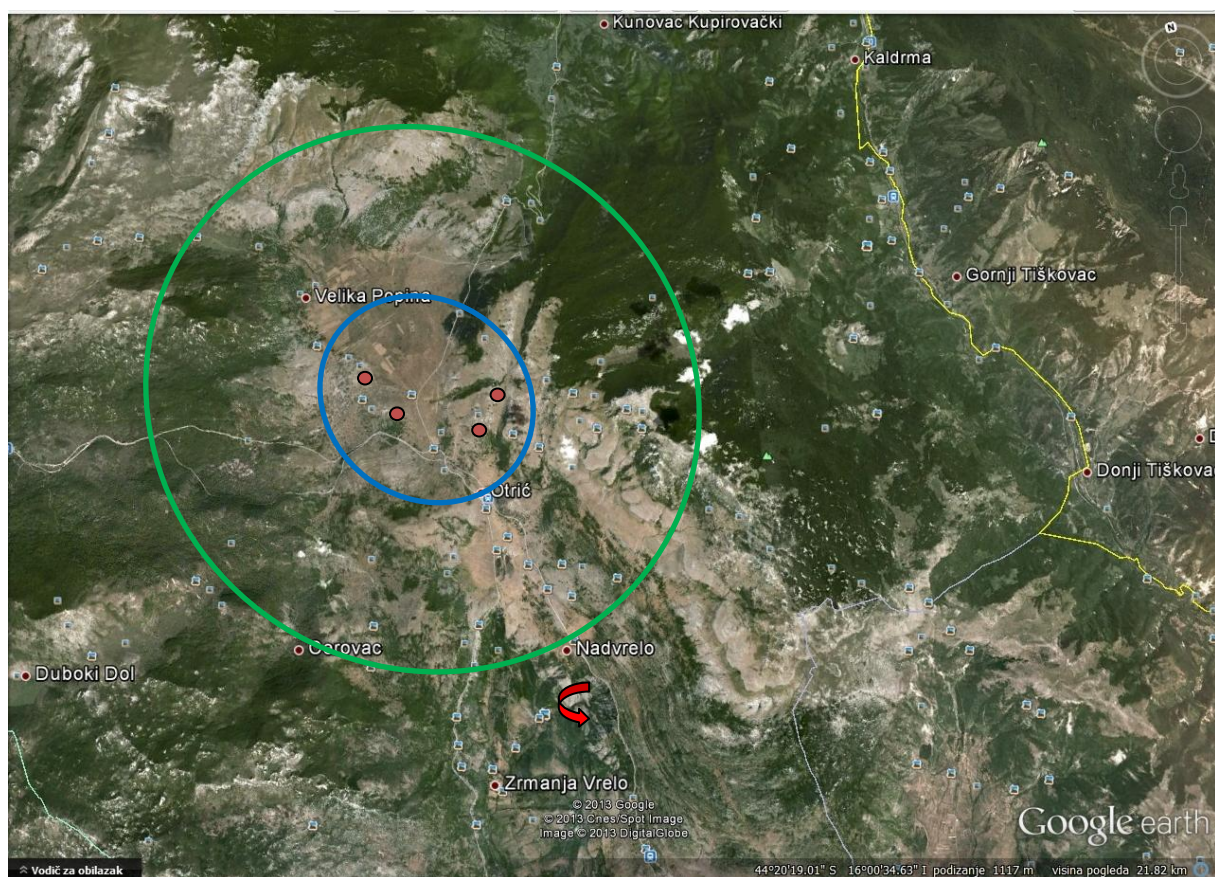 Kunovac Kupirovački
N
Kaldrma
Gornji Tiškovac
Velika Popina
D
Donji Tiškovac
Otrić
Nadvrelo
Duboki Dol
Zrmanja Vrelo
© 2013 Google
© 2013 Cnes/Spot Image
Image © 2013 DigitalGlobe
Google earth
Vodič za obilazak
44°20'19.01" S 16°00'34.63" I podizanje 1117 m visina pogleda 21.82 km